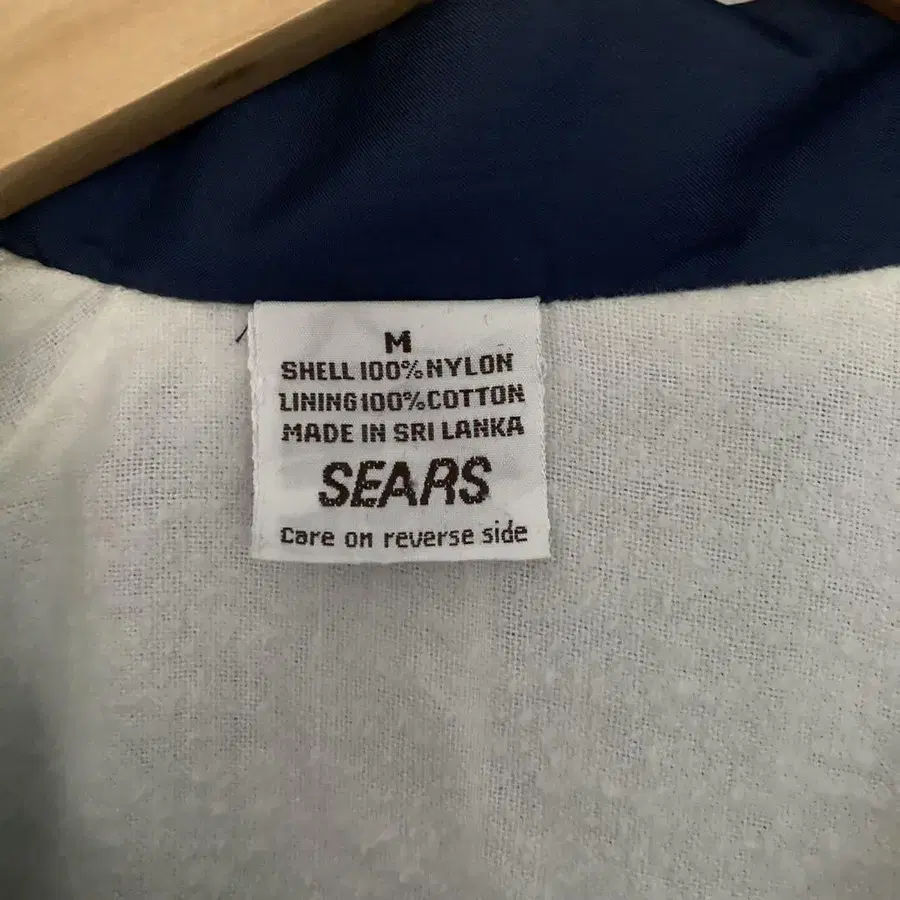 M
SHELL 100% NYLON
LINING 100% COTTON
MADE IN SRI LANKA
SEARS
Care on reverse side